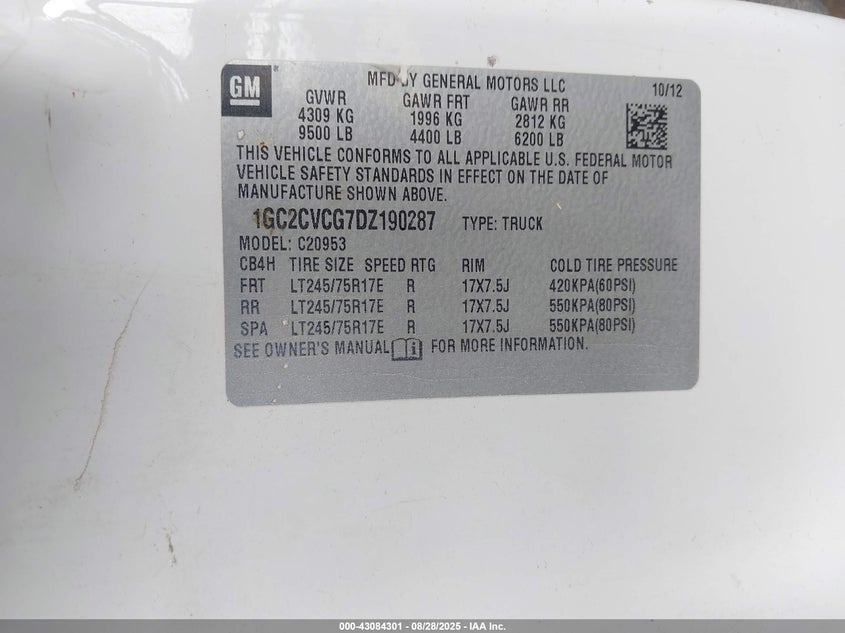 GM
MFD BY GENERAL MOTORS LLC
10/12
GVWR GAWR FRT GAWR RR
4309 KG 1996 KG 2812 KG
9500 LB 4400 LB 6200 LB
THIS VEHICLE CONFORMS TO ALL APPLICABLE U.S. FEDERAL MOTOR
VEHICLE SAFETY STANDARDS IN EFFECT ON THE DATE OF
MANUFACTURE SHOWN ABOVE.
1GC2CVCG7DZ190287 TYPE: TRUCK
MODEL: C20953
CB4H TIRE SIZE SPEED RTG RIM COLD TIRE PRESSURE
FRT LT245/75R17E R 17X7.5J 420KPA(60PSI)
RR LT245/75R17E R 17X7.5J 550KPA(80PSI)
SPA LT245/75R17E R 17X7.5J 550KPA(80PSI)
SEE OWNER'S MANUAL FOR MORE INFORMATION.
000-43084301 - 08/28/2025 - IAA Inc.